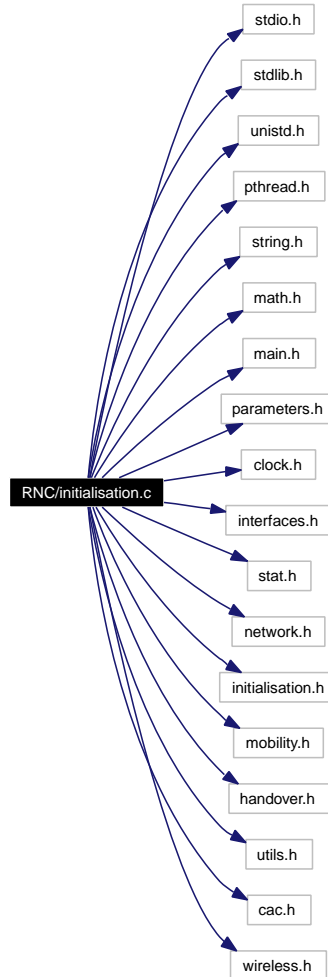 stdio.h
stdlib.h
unistd.h
pthread.h
string.h
math.h
main.h
parameters.h
clock.h
RNC/initialisation.c
interfaces.h
stat.h
network.h
initialisation.h
mobility.h
handover.h
utils.h
cac.h
wireless.h